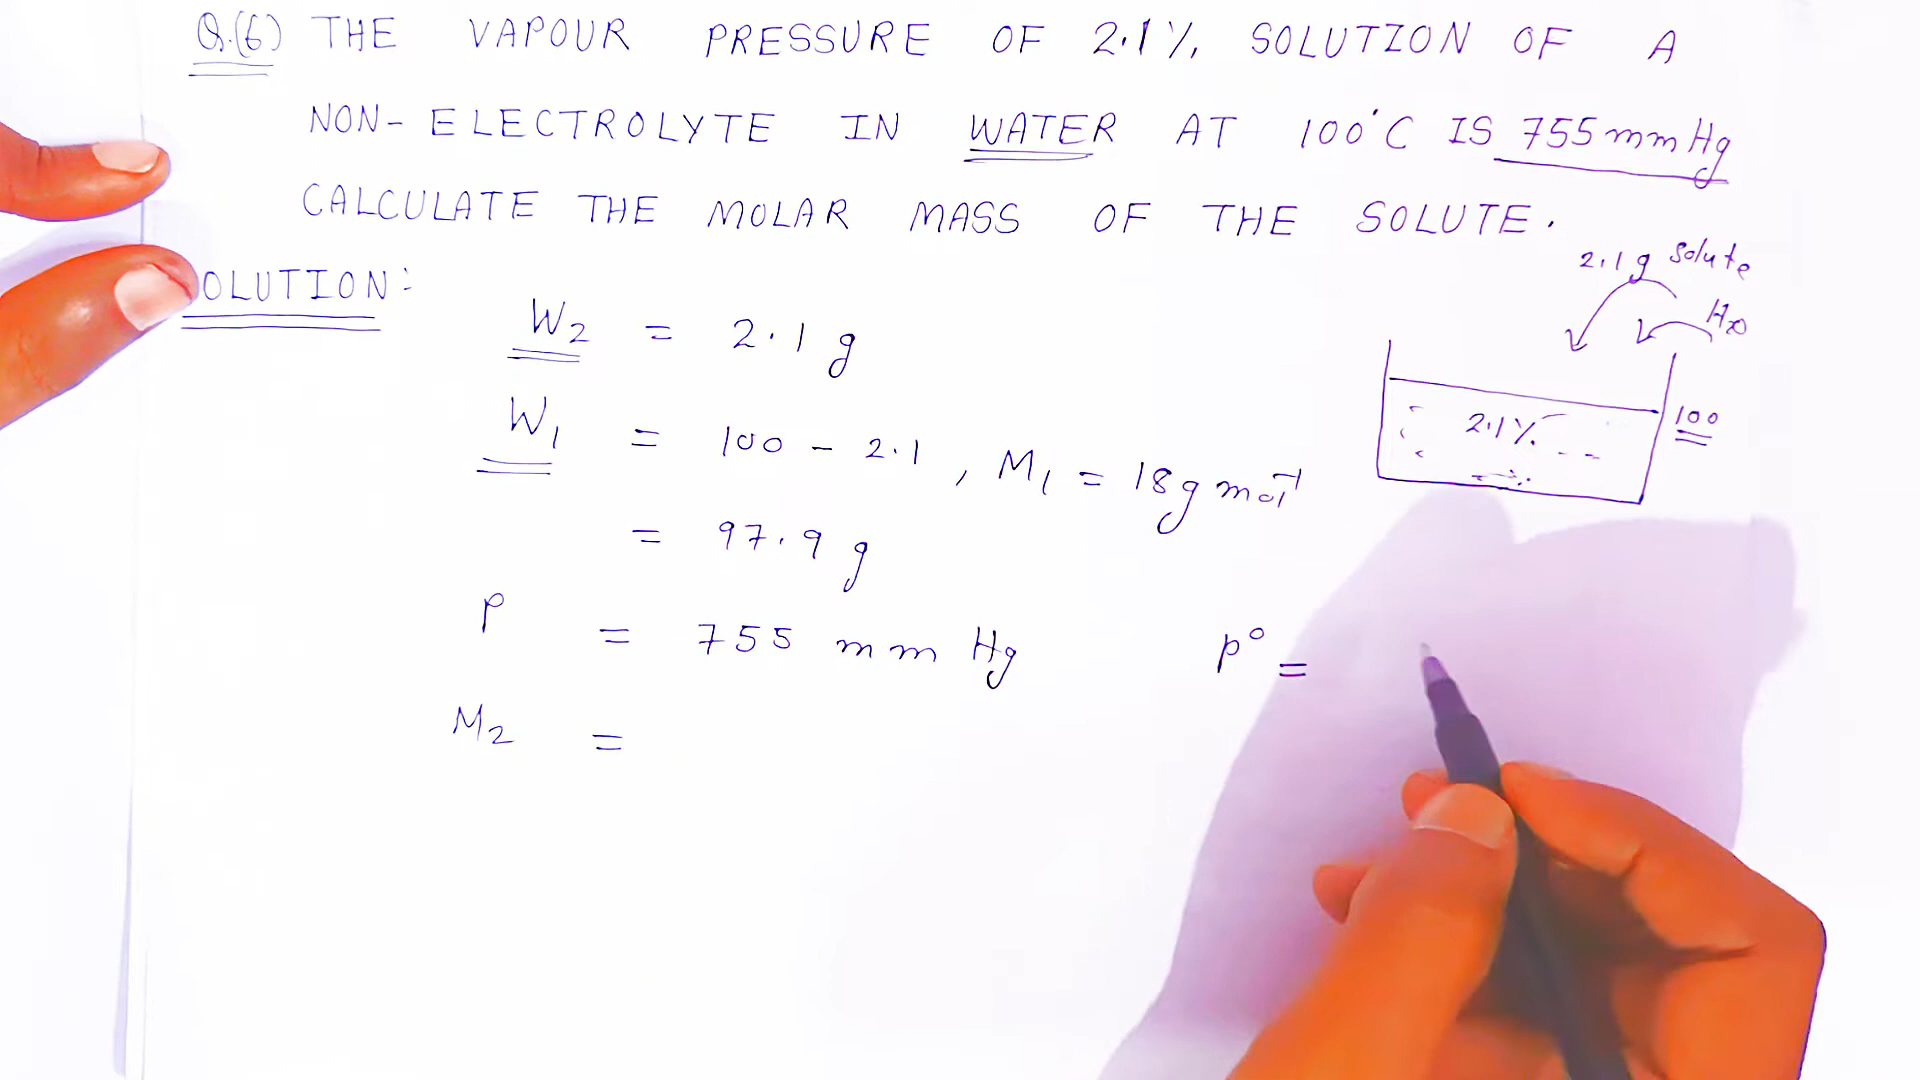 Q.(6) THE VAPOUR PRESSURE OF 2.1% SOLUTION OF A
NON-ELECTROLYTE IN WATER AT 100°C IS 755 mm Hg
CALCULATE THE MOLAR MASS OF THE SOLUTE.
OLUTION:
2.1 g solute
H2O
W2 = 2.1 g
W1 = 100 - 2.1, M1 = 18 g mol-1
2.1%
100
= 97.9 g
P = 755 mm Hg P° =
M2 =